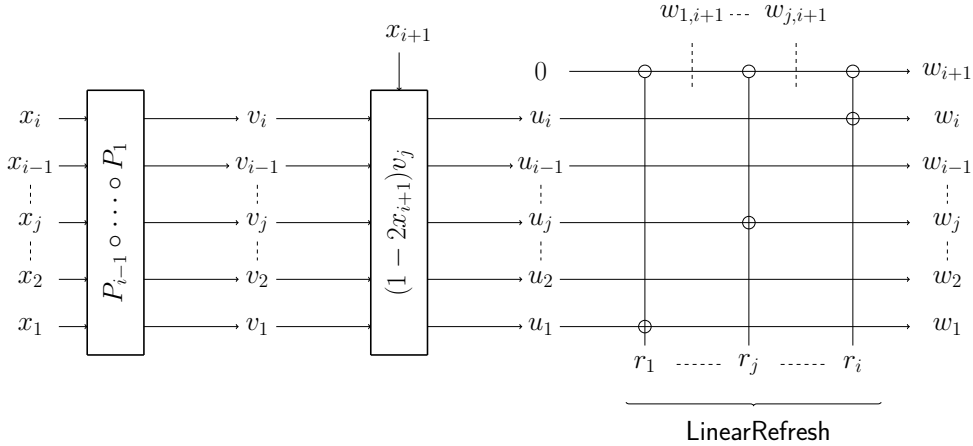 w_{1,i+1} w_{j,i+1}
x_{i+1}
0 w_{i+1}
x_i v_i u_i w_i
x_{i-1} v_{i-1} u_{i-1} w_{i-1}
x_j v_j u_j w_j
x_2 v_2 u_2 w_2
x_1 v_1 u_1 w_1
P_{i-1} ∘ ⋯ ∘ P_1
(1 − 2x_{i+1})v_j
r_1 r_j r_i
LinearRefresh